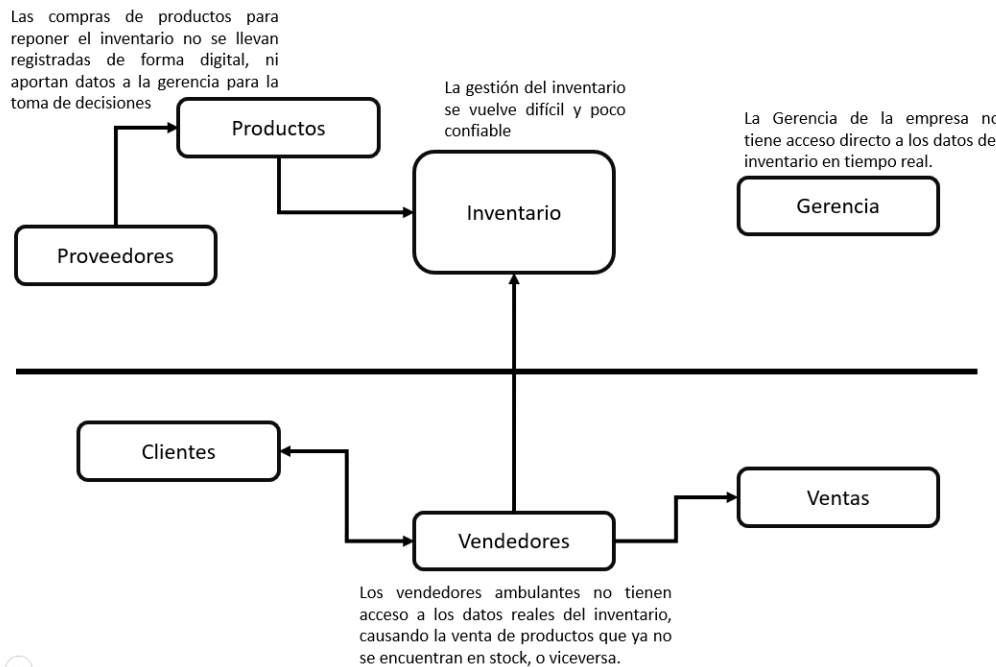 Las compras de productos para
reponer el inventario no se llevan
registradas de forma digital, ni
aportan datos a la gerencia para la
toma de decisiones
Productos
La gestión del inventario
se vuelve difícil y poco
confiable
La Gerencia de la empresa no
tiene acceso directo a los datos de
inventario en tiempo real.
Proveedores
Inventario
Gerencia
Clientes
Vendedores
Ventas
Los vendedores ambulantes no tienen
acceso a los datos reales del inventario,
causando la venta de productos que ya no
se encuentran en stock, o viceversa.